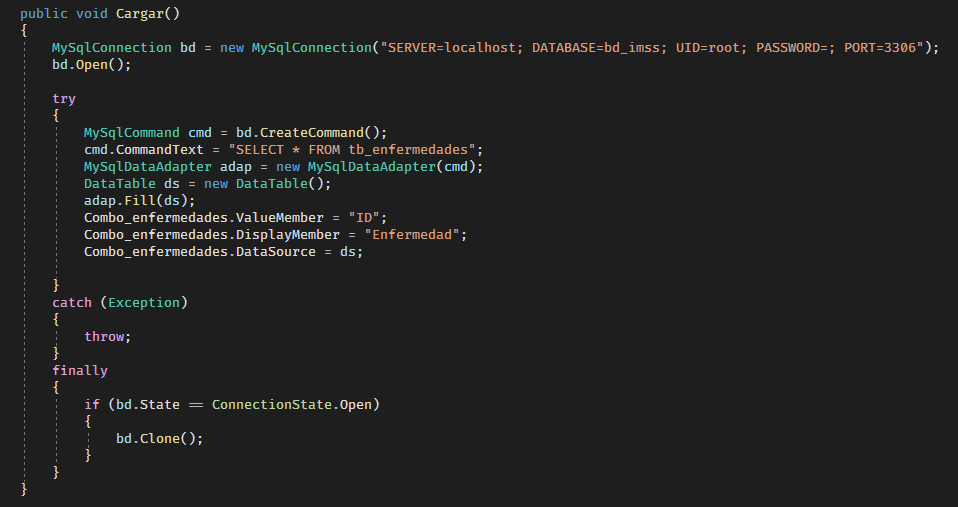 public void Cargar()
{
MySqlConnection bd = new MySqlConnection("SERVER=localhost; DATABASE=bd_imss; UID=root; PASSWORD=; PORT=3306");
bd.Open();
try
{
MySqlCommand cmd = bd.CreateCommand();
cmd.CommandText = "SELECT * FROM tb_enfermedades";
MySqlDataAdapter adap = new MySqlDataAdapter(cmd);
DataTable ds = new DataTable();
adap.Fill(ds);
Combo_enfermedades.ValueMember = "ID";
Combo_enfermedades.DisplayMember = "Enfermedad";
Combo_enfermedades.DataSource = ds;
}
catch (Exception)
{
throw;
}
finally
{
if (bd.State == ConnectionState.Open)
{
bd.Clone();
}
}
}